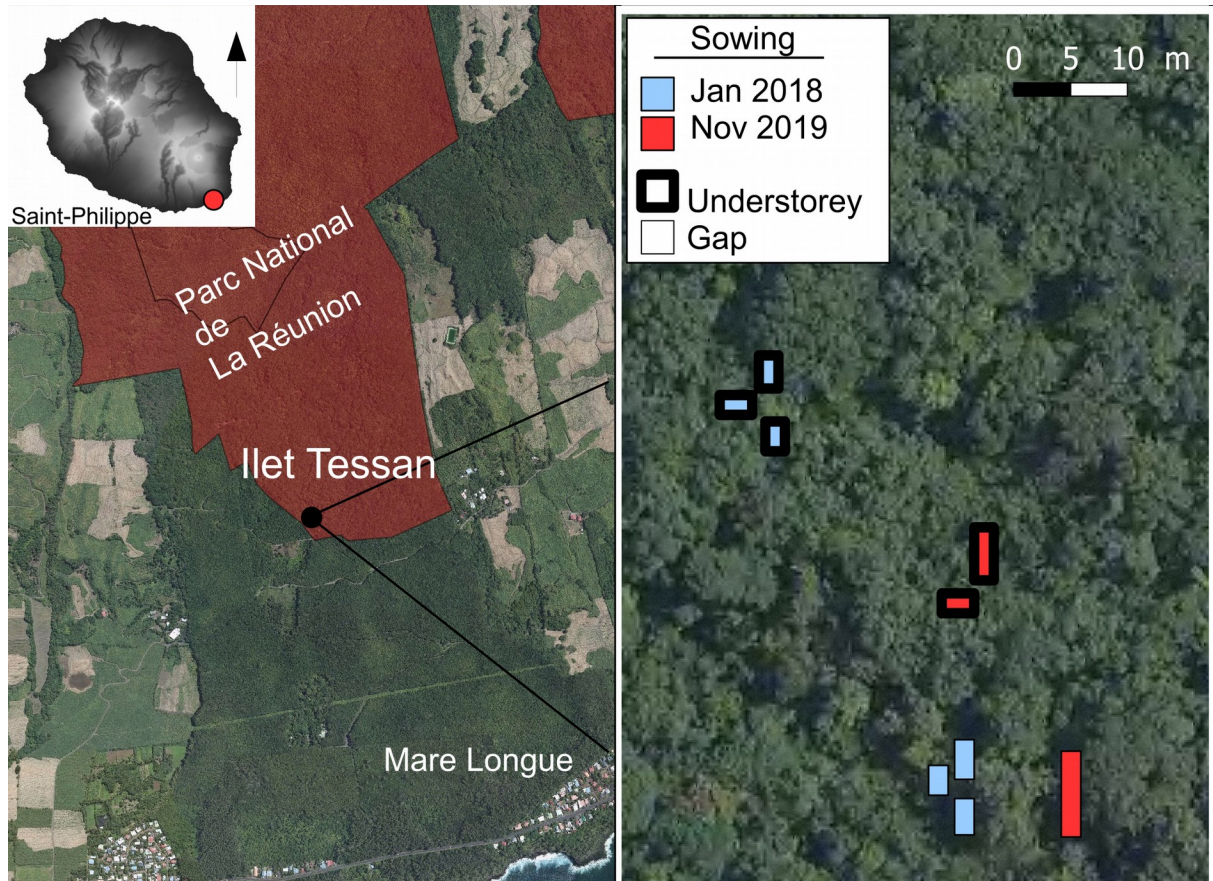 Saint-Philippe
Parc National
de
La Réunion
Ilet Tessan
Mare Longue
Sowing
Jan 2018
Nov 2019
Understorey
Gap
0 5 10 m